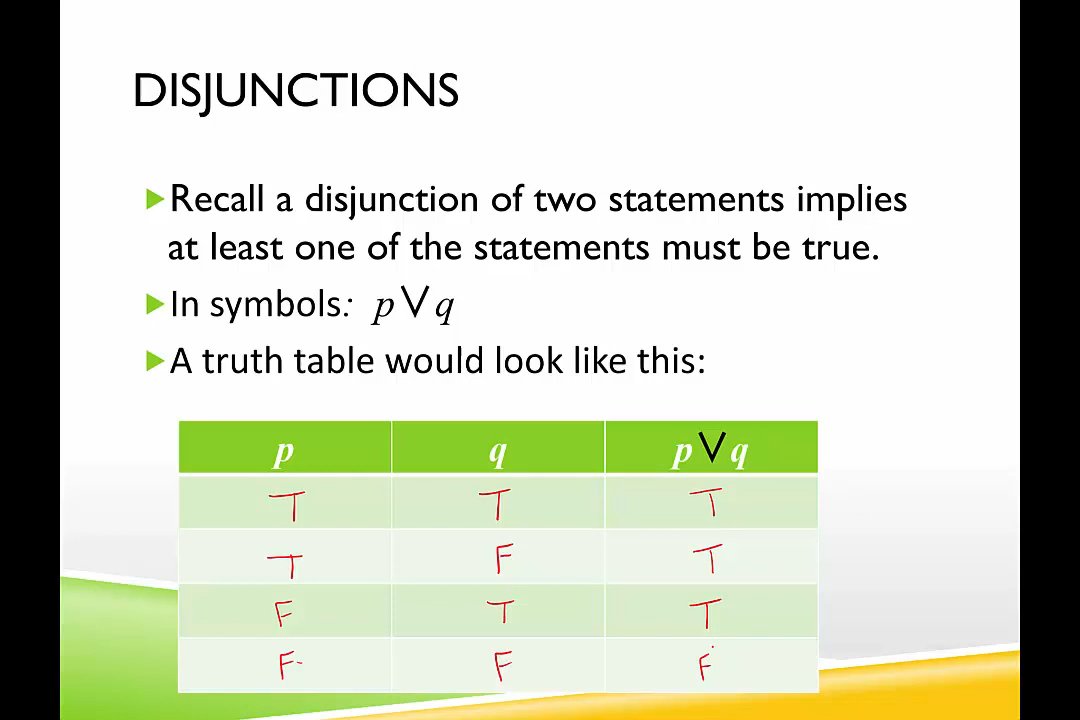 DISJUNCTIONS
Recall a disjunction of two statements implies
at least one of the statements must be true.
In symbols: p∨q
A truth table would look like this:
p q p∨q
T T T
T F T
F T T
F F F